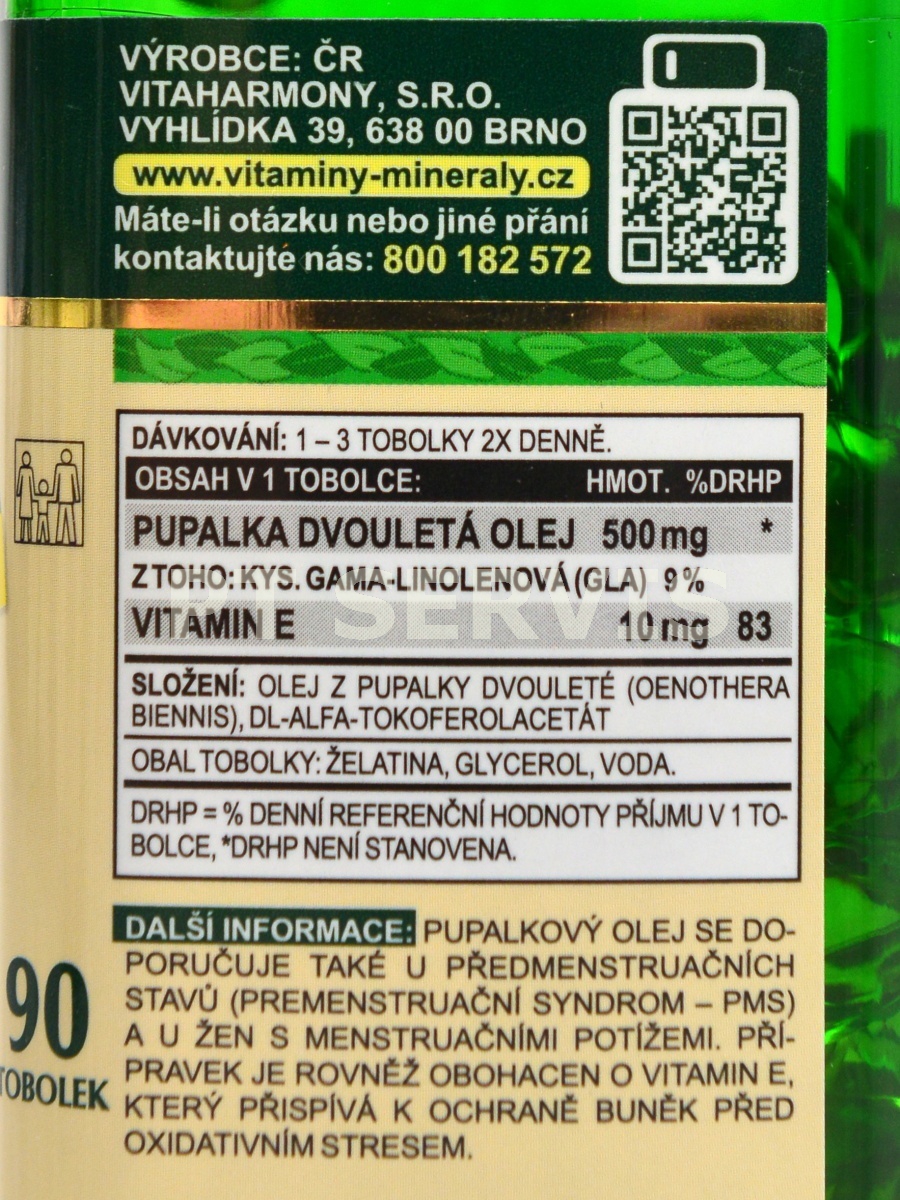 VÝROBCE: ČR
VITAHARMONY, S.R.O.
VYHLÍDKA 39, 638 00 BRNO
www.vitaminy-mineraly.cz
Máte-li otázku nebo jiné přání
kontaktujte nás: 800 182 572
DÁVKOVÁNÍ: 1 – 3 TOBOLKY 2X DENNĚ.
OBSAH V 1 TOBOLCE: HMOT. %DRHP
PUPALKA DVOULETÁ OLEJ 500 mg *
Z TOHO: KYS. GAMA-LINOLENOVÁ (GLA) 9 %
VITAMIN E 10 mg 83
SLOŽENÍ: OLEJ Z PUPALKY DVOULETÉ (OENOTHERA
BIENNIS), DL-ALFA-TOKOFEROLACETÁT
OBAL TOBOLKY: ŽELATINA, GLYCEROL, VODA.
DRHP = % DENNÍ REFERENČNÍ HODNOTY PŘÍJMU V 1 TO-
BOLCE, *DRHP NENÍ STANOVENA.
DALŠÍ INFORMACE: PUPALKOVÝ OLEJ SE DO-
PORUČUJE TAKÉ U PŘEDMENSTRUAČNÍCH
STAVŮ (PREMENSTRUAČNÍ SYNDROM – PMS)
A U ŽEN S MENSTRUAČNÍMI POTÍŽEMI. PŘÍ-
PRAVEK JE ROVNĚŽ OBOHACEN O VITAMIN E,
KTERÝ PŘISPÍVÁ K OCHRANĚ BUNĚK PŘED
OXIDATIVNÍM STRESEM.
90
TOBOLEK
PT SERVIS